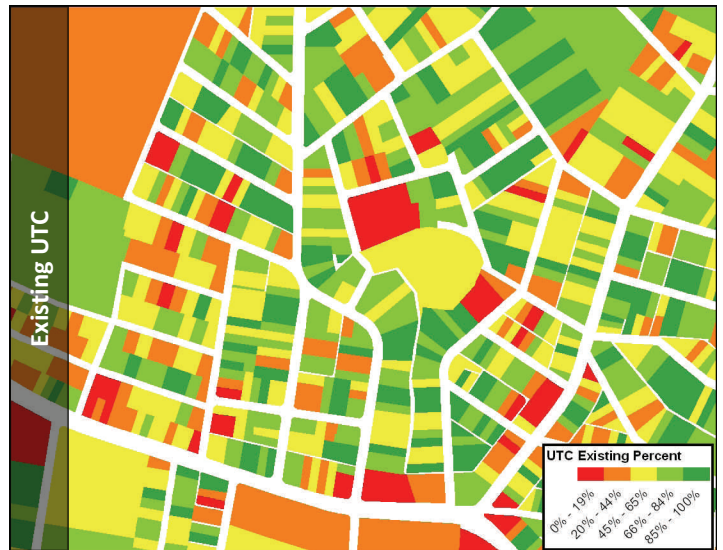 Existing UTC
UTC Existing Percent
0% - 19%
20% - 44%
45% - 65%
66% - 84%
85% - 100%